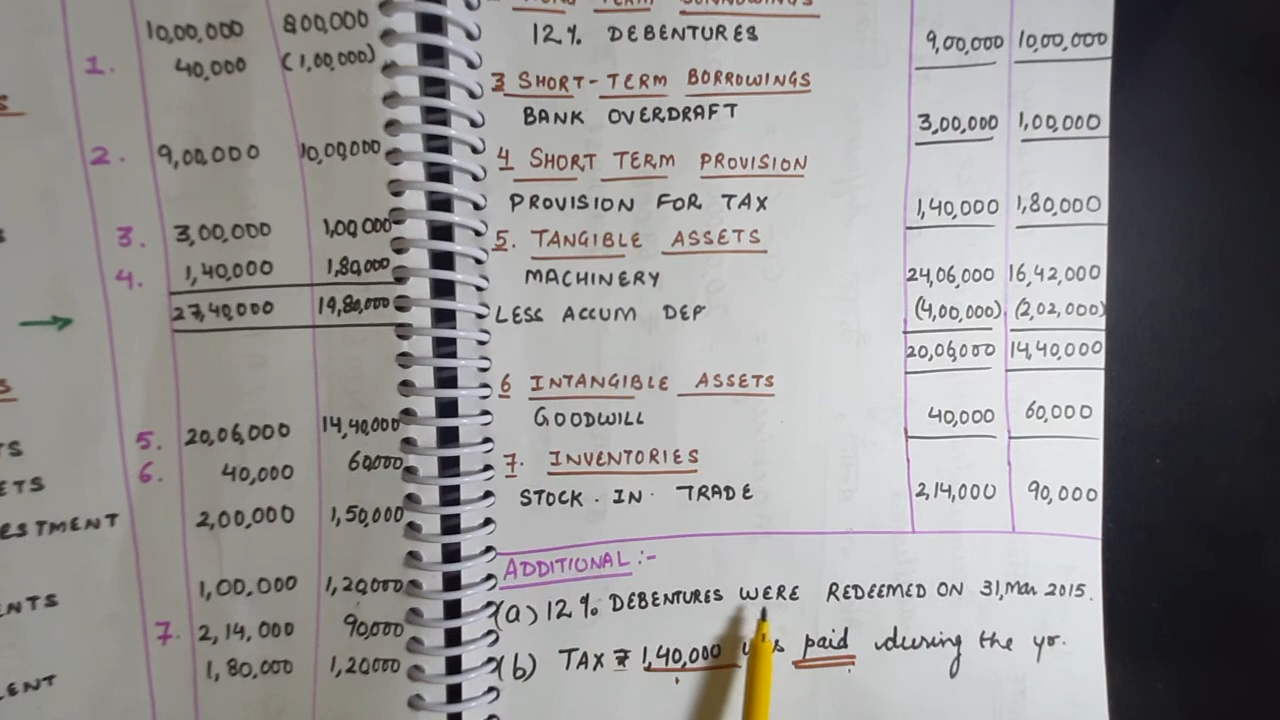 10,00,000 800,000
1. 40,000 (1,00,000)
2. 9,00,000 10,00,000
3. 3,00,000 1,00,000
4. 1,40,000 1,80,000
27,40,000 19,80,000
5. 20,06,000 14,40,000
6. 40,000 60,000
ESTMENT 2,00,000 1,50,000
1,00,000 1,20,000
7. 2,14,000 90,000
1,80,000 1,20,000
TERM BORROWINGS
12% DEBENTURES 9,00,000 10,00,000
3 SHORT-TERM BORROWINGS
BANK OVERDRAFT 3,00,000 1,00,000
4 SHORT TERM PROVISION
PROVISION FOR TAX 1,40,000 1,80,000
5. TANGIBLE ASSETS
MACHINERY 24,06,000 16,42,000
LESS ACCUM DEP (4,00,000) (2,02,000)
20,06,000 14,40,000
6 INTANGIBLE ASSETS
GOODWILL 40,000 60,000
7. INVENTORIES
STOCK. IN. TRADE 2,14,000 90,000
ADDITIONAL :-
(a) 12% DEBENTURES WERE REDEEMED ON 31, Mar 2015.
(b) TAX ₹ 1,40,000 paid during the yr.